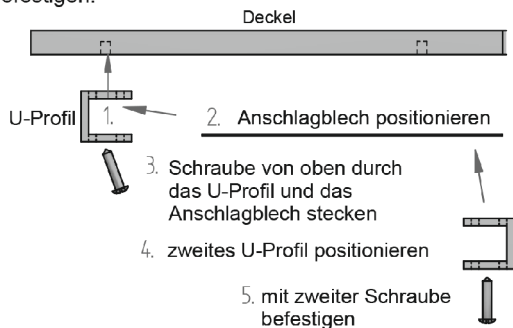 efestigen.
Deckel
U-Profil
1.
2. Anschlagblech positionieren
3. Schraube von oben durch
das U-Profil und das
Anschlagblech stecken
4. zweites U-Profil positionieren
5. mit zweiter Schraube
befestigen